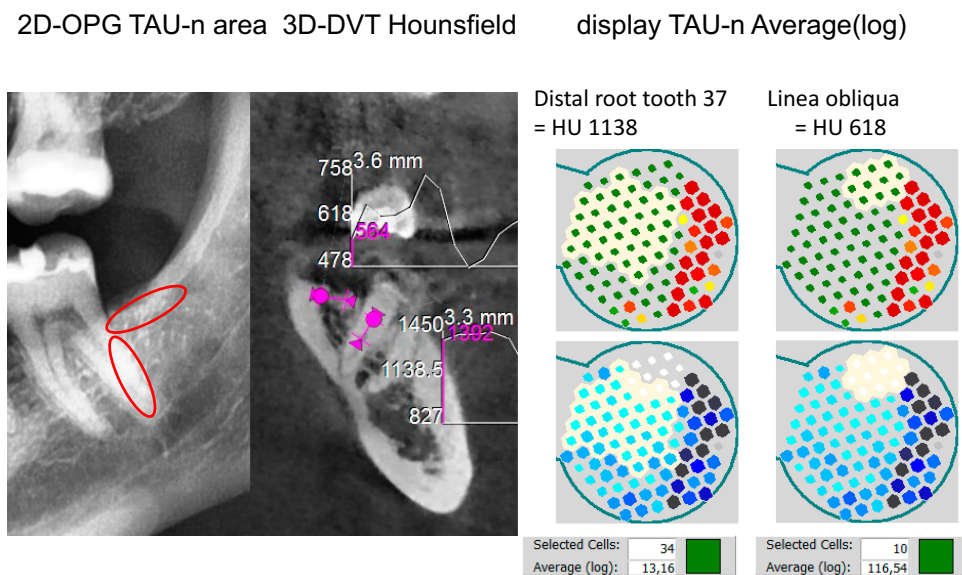 2D-OPG TAU-n area 3D-DVT Hounsfield display TAU-n Average(log)
Distal root tooth 37
= HU 1138
Linea obliqua
= HU 618
758
3.6 mm
618
564
478
1450
3.3 mm
1392
1138.5
827
Selected Cells: 34
Average (log): 13,16
Selected Cells: 10
Average (log): 116,54